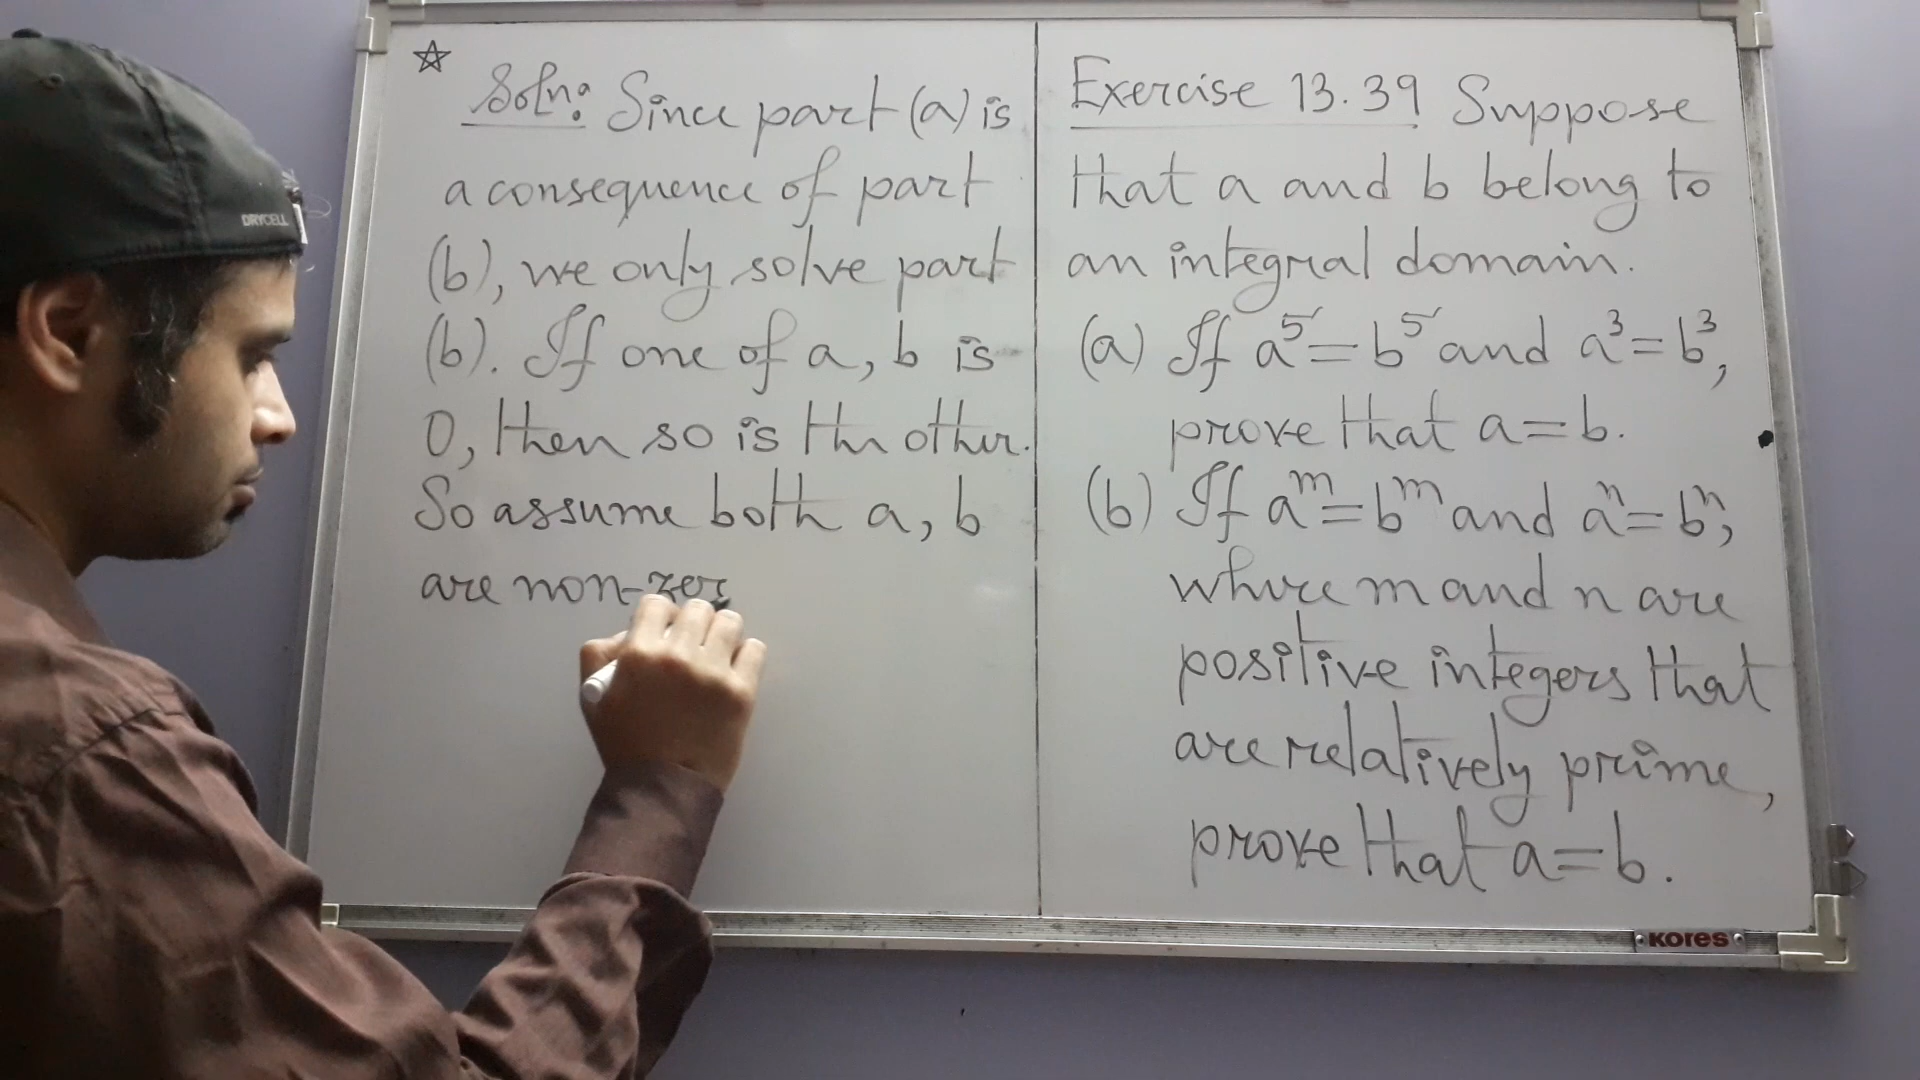 ☆
Soln: Since part (a) is
a consequence of part
(b), we only solve part
(b). If one of a, b is
0, then so is the other.
So assume both a, b
are non-zer
Exercise 13.39 Suppose
that a and b belong to
an integral domain.
(a) If a⁵ = b⁵ and a³ = b³,
prove that a = b.
(b) If aᵐ = bᵐ and aⁿ = bⁿ,
where m and n are
positive integers that
are relatively prime,
prove that a = b.
KORES
DRYCELL